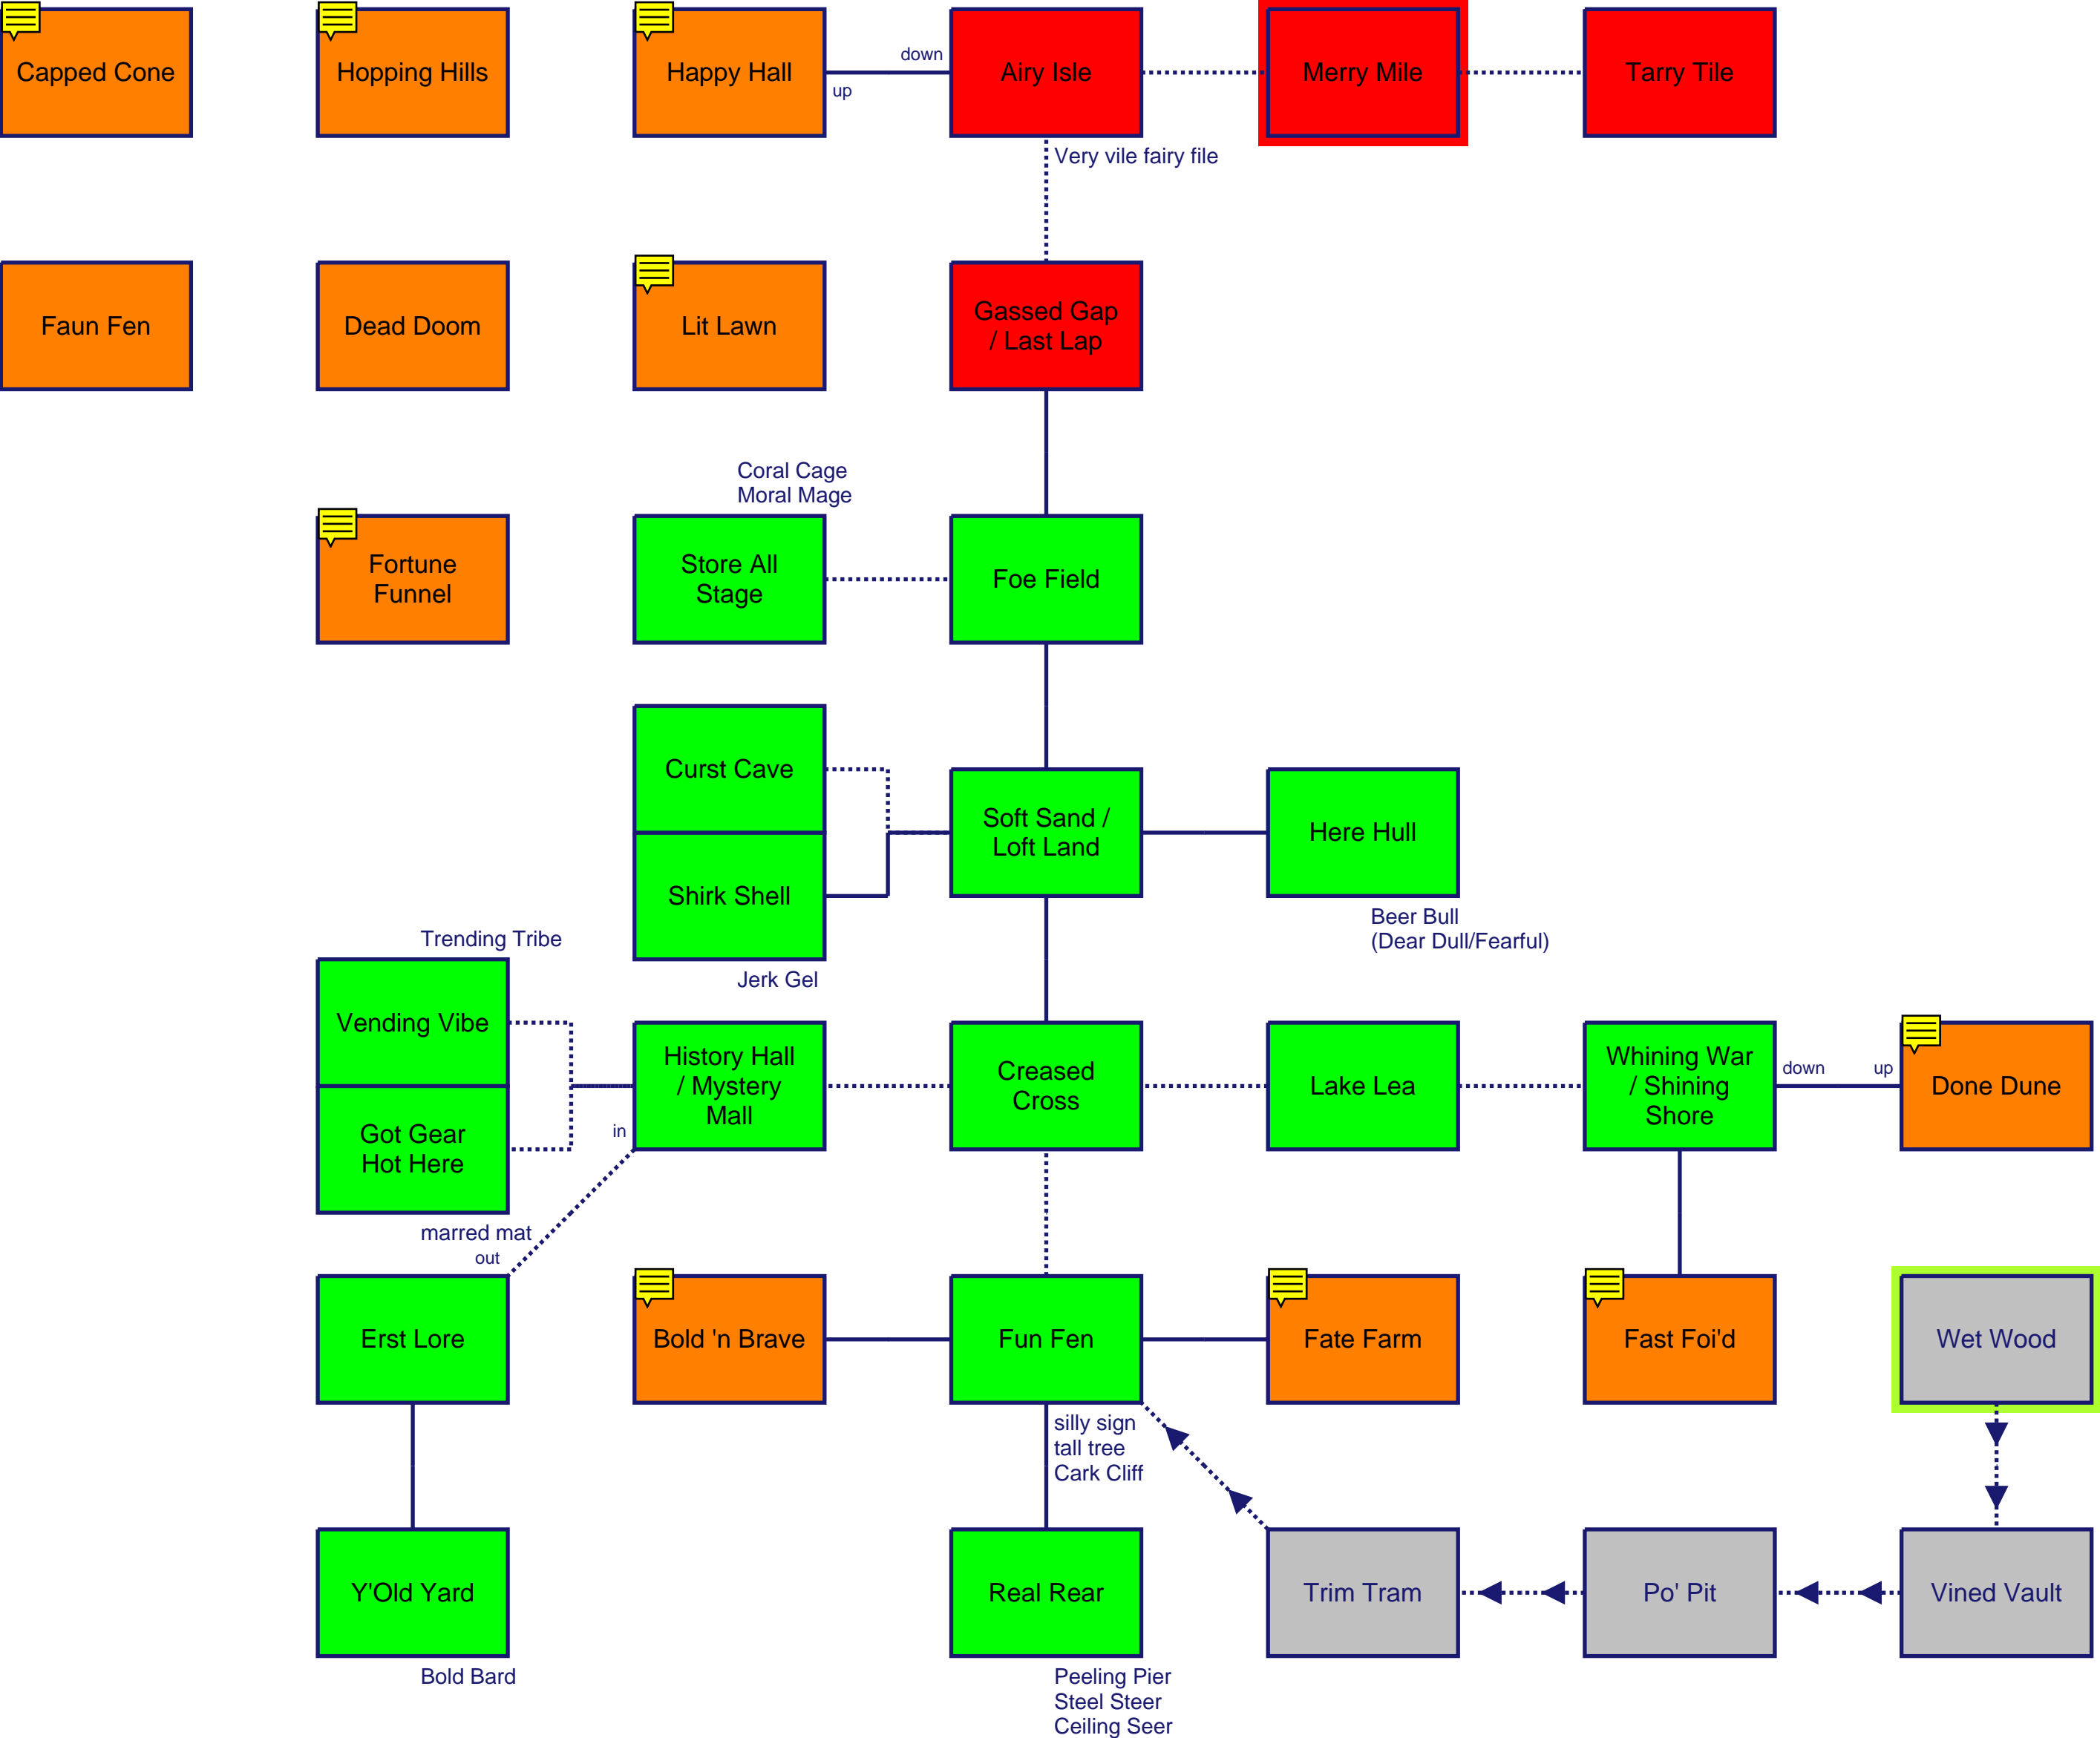 Capped Cone
Hopping Hills
Happy Hall
down
up
Airy Isle
Merry Mile
Tarry Tile
Very vile fairy file
Faun Fen
Dead Doom
Lit Lawn
Gassed Gap
/ Last Lap
Coral Cage
Moral Mage
Fortune
Funnel
Store All
Stage
Foe Field
Curst Cave
Soft Sand /
Loft Land
Here Hull
Shirk Shell
Beer Bull
(Dear Dull/Fearful)
Trending Tribe
Jerk Gel
Vending Vibe
History Hall
/ Mystery
Mall
Creased
Cross
Lake Lea
Whining War
/ Shining
Shore
down
up
Done Dune
Got Gear
Hot Here
in
marred mat
out
Erst Lore
Bold 'n Brave
Fun Fen
Fate Farm
Fast Foi'd
Wet Wood
silly sign
tall tree
Cark Cliff
Y'Old Yard
Real Rear
Trim Tram
Po' Pit
Vined Vault
Bold Bard
Peeling Pier
Steel Steer
Ceiling Seer